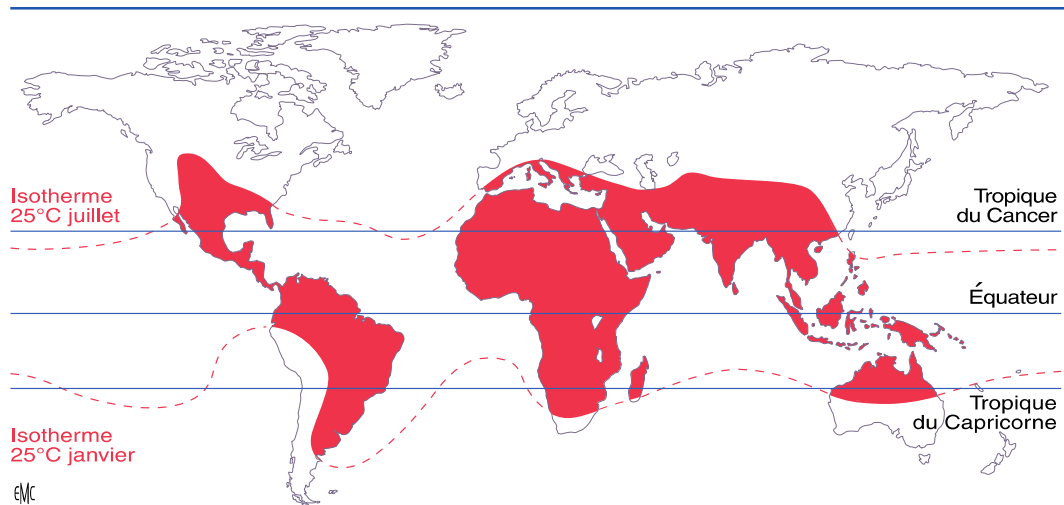 Isotherme
25°C juillet
Tropique
du Cancer
Équateur
Tropique
du Capricorne
Isotherme
25°C janvier
EMC